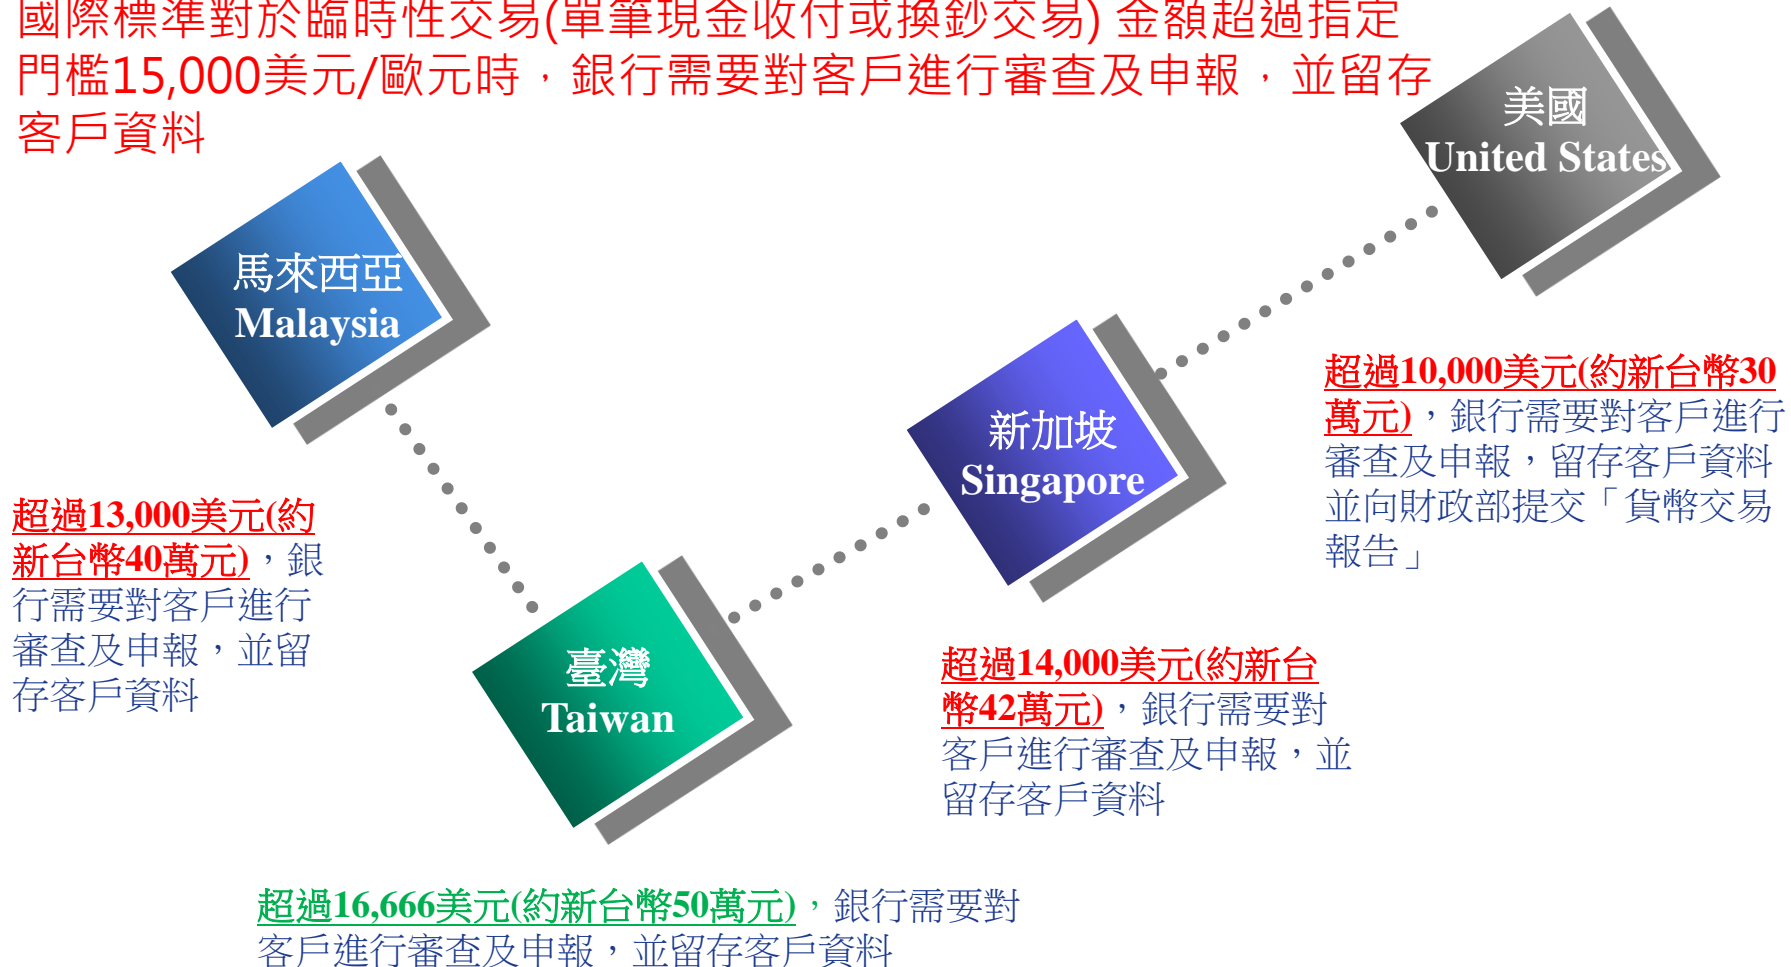 國際標準對於臨時性交易(單筆現金收付或換鈔交易) 金額超過指定
門檻15,000美元/歐元時，銀行需要對客戶進行審查及申報，並留存
客戶資料
美國
United States
馬來西亞
Malaysia
新加坡
Singapore
臺灣
Taiwan
超過10,000美元(約新台幣30
萬元)，銀行需要對客戶進行
審查及申報，留存客戶資料
並向財政部提交「貨幣交易
報告」
超過13,000美元(約
新台幣40萬元)，銀
行需要對客戶進行
審查及申報，並留
存客戶資料
超過14,000美元(約新台
幣42萬元)，銀行需要對
客戶進行審查及申報，並
留存客戶資料
超過16,666美元(約新台幣50萬元)，銀行需要對
客戶進行審查及申報，並留存客戶資料